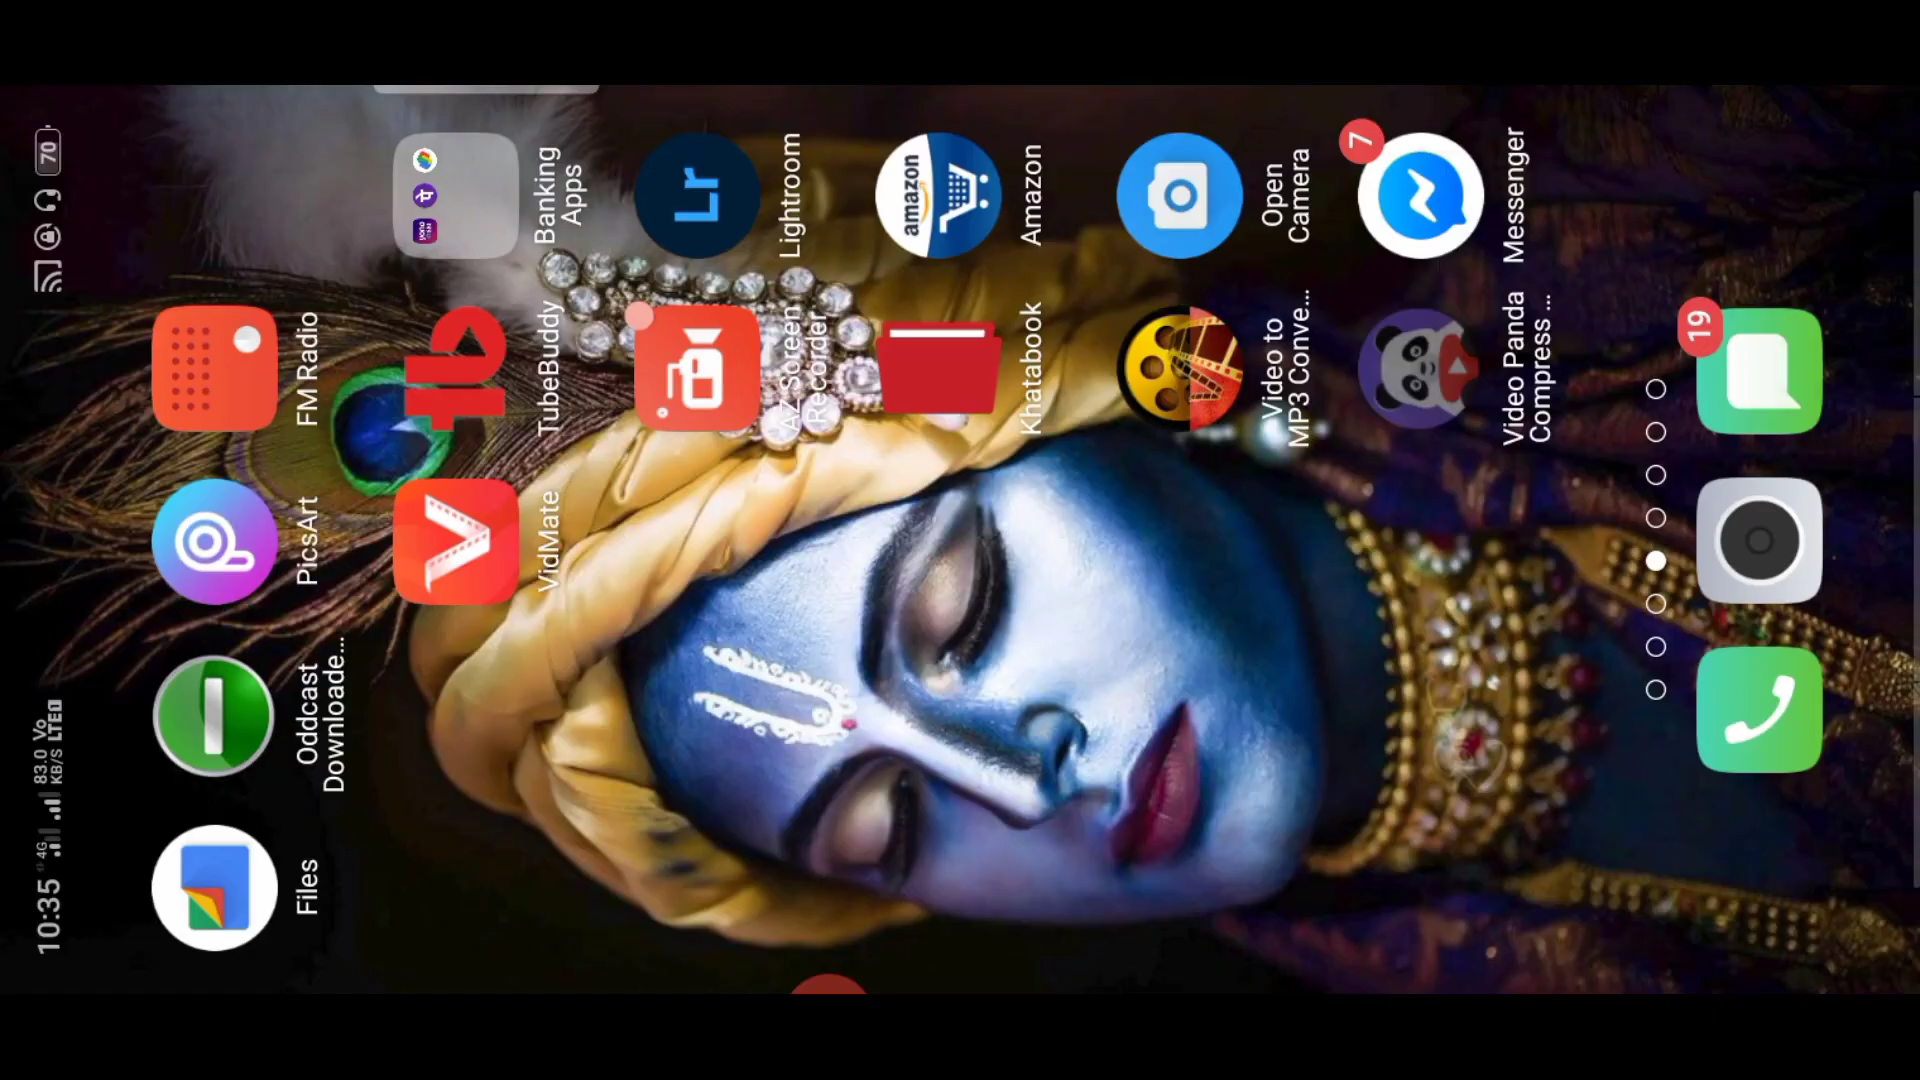 10:35 4G 83.0 KB/S Vo LTE 1 70
Files
Oddcast
Downloade...
PicsArt
FM Radio
VidMate
TubeBuddy
Banking
Apps
AZ Screen
Recorder
Lr
Lightroom
Khatabook
amazon
Amazon
Video to
MP3 Conve...
Open
Camera
7
Video Panda
Compress ...
Messenger
19